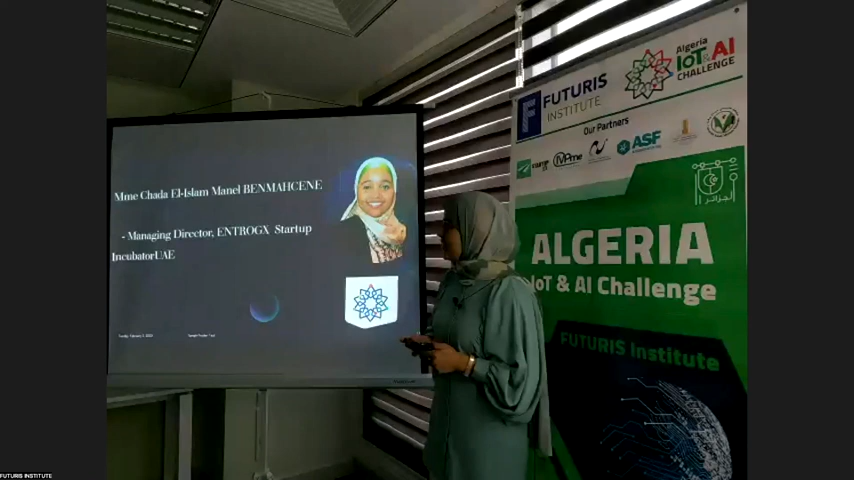 Mme Chada El-Islam Manel BENMAHCENE
- Managing Director, ENTROGX Startup
IncubatorUAE
FUTURIS
INSTITUTE
Algeria
IoT & AI
CHALLENGE
Our Partners
ASF
الجزائر
ALGERIA
IoT & AI Challenge
FUTURIS Institute
FUTURIS INSTITUTE